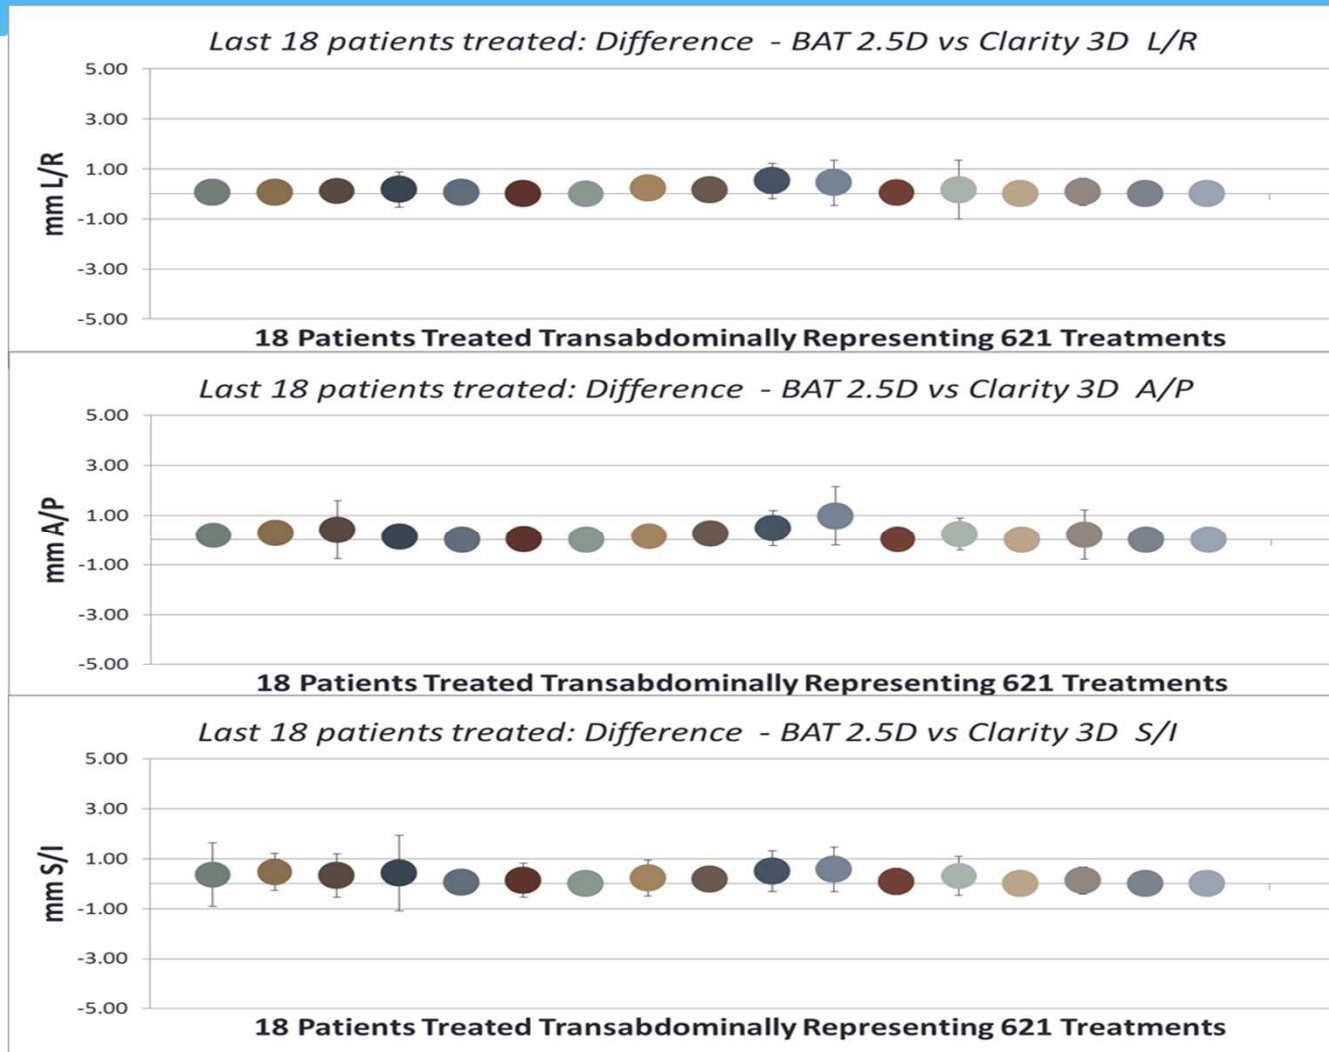 Last 18 patients treated: Difference - BAT 2.5D vs Clarity 3D L/R
5.00
3.00
1.00
-1.00
-3.00
-5.00
mm L/R
18 Patients Treated Transabdominally Representing 621 Treatments
Last 18 patients treated: Difference - BAT 2.5D vs Clarity 3D A/P
5.00
3.00
1.00
-1.00
-3.00
-5.00
mm A/P
18 Patients Treated Transabdominally Representing 621 Treatments
Last 18 patients treated: Difference - BAT 2.5D vs Clarity 3D S/I
5.00
3.00
1.00
-1.00
-3.00
-5.00
mm S/I
18 Patients Treated Transabdominally Representing 621 Treatments